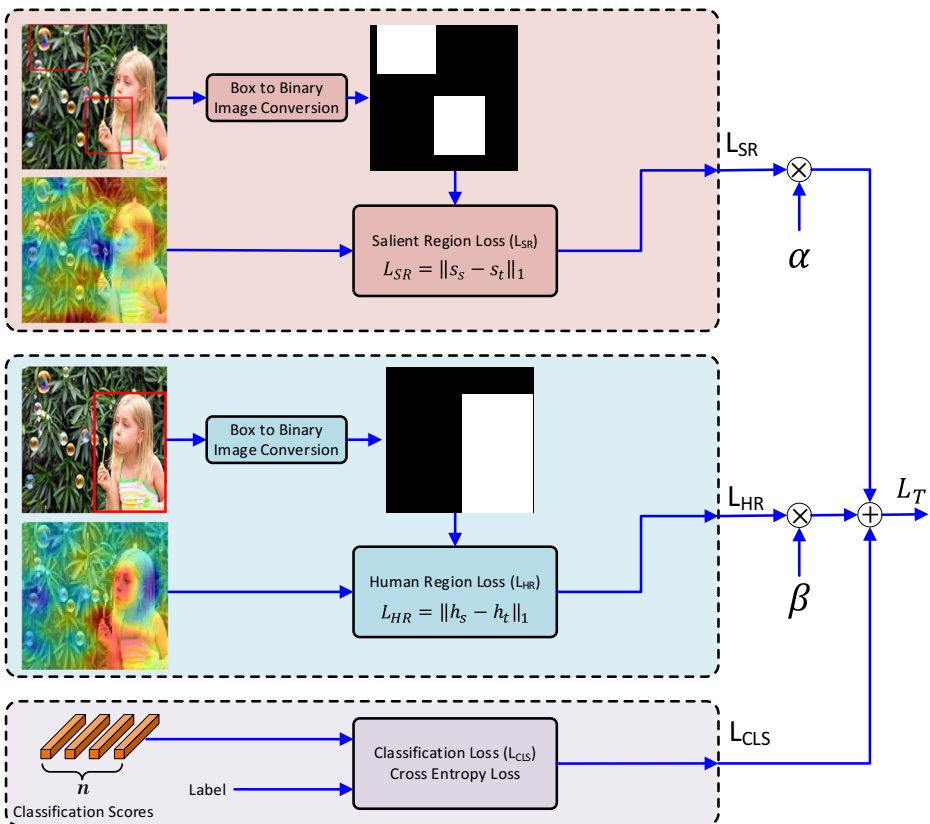 Box to Binary
Image Conversion
L_SR
Salient Region Loss (L_SR)
L_SR = ‖s_s − s_t‖_1
α
Box to Binary
Image Conversion
L_HR
L_T
Human Region Loss (L_HR)
L_HR = ‖h_s − h_t‖_1
β
L_CLS
Classification Loss (L_CLS)
Cross Entropy Loss
n
Label
Classification Scores